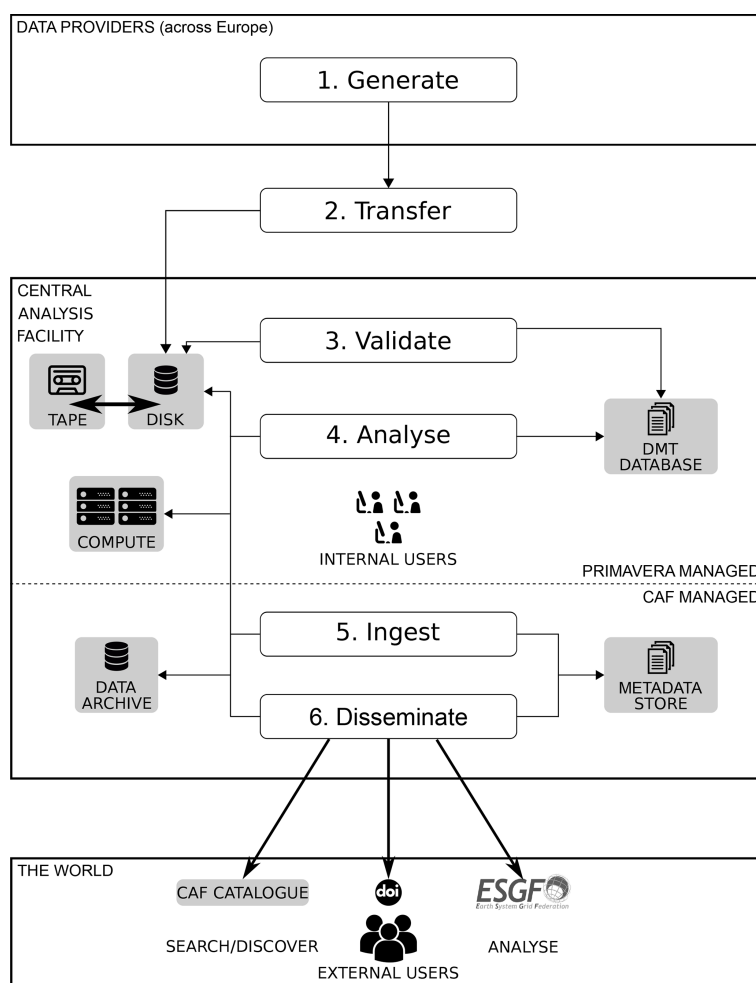 DATA PROVIDERS (across Europe)
1. Generate
2. Transfer
CENTRAL
ANALYSIS
FACILITY
3. Validate
TAPE
DISK
4. Analyse
DMT
DATABASE
COMPUTE
INTERNAL USERS
PRIMAVERA MANAGED
CAF MANAGED
5. Ingest
DATA
ARCHIVE
METADATA
STORE
6. Disseminate
THE WORLD
CAF CATALOGUE
doi
ESGF
Earth System Grid Federation
SEARCH/DISCOVER
ANALYSE
EXTERNAL USERS